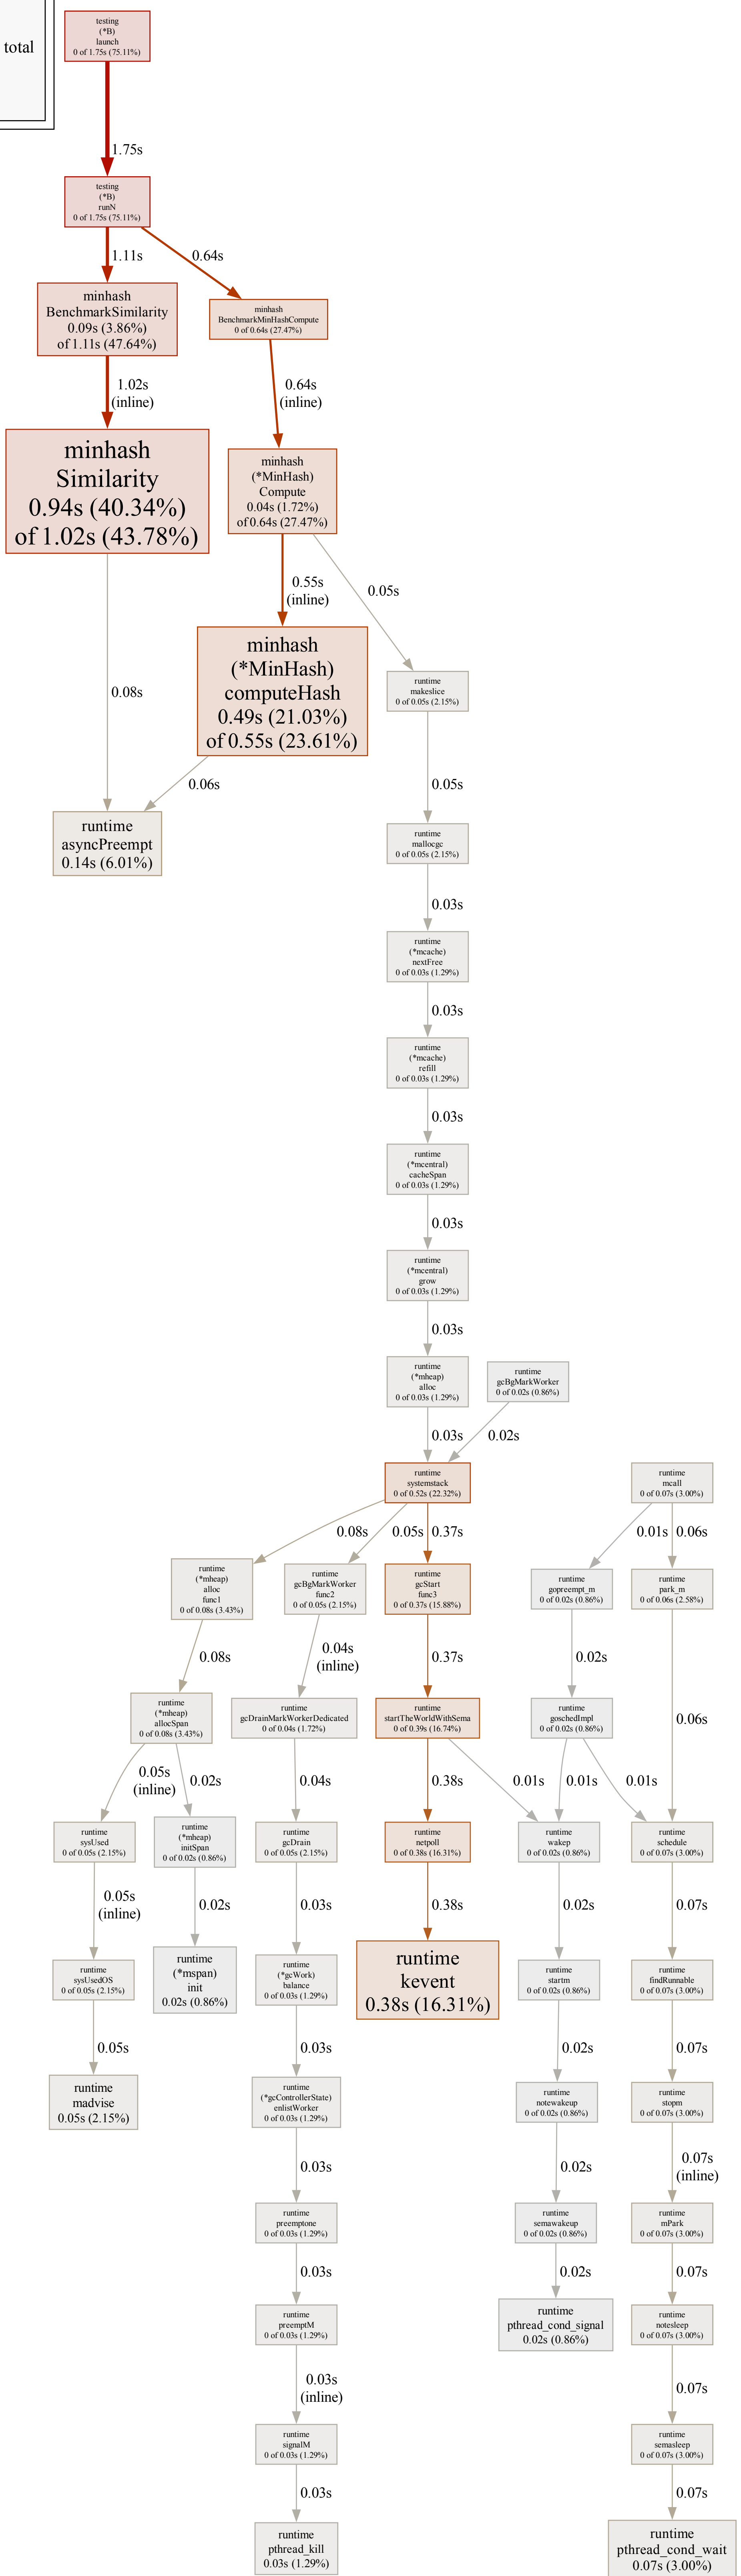 total
testing
(*B)
launch
0 of 1.75s (75.11%)
1.75s
testing
(*B)
runN
0 of 1.75s (75.11%)
1.11s
0.64s
minhash
BenchmarkSimilarity
0.09s (3.86%)
of 1.11s (47.64%)
minhash
BenchmarkMinHashCompute
0 of 0.64s (27.47%)
1.02s
(inline)
0.64s
(inline)
minhash
Similarity
0.94s (40.34%)
of 1.02s (43.78%)
minhash
(*MinHash)
Compute
0.04s (1.72%)
of 0.64s (27.47%)
0.55s
(inline)
0.05s
minhash
(*MinHash)
computeHash
0.49s (21.03%)
of 0.55s (23.61%)
runtime
makeslice
0 of 0.05s (2.15%)
0.08s
0.06s
0.05s
runtime
asyncPreempt
0.14s (6.01%)
runtime
mallocgc
0 of 0.05s (2.15%)
0.03s
runtime
(*mcache)
nextFree
0 of 0.03s (1.29%)
0.03s
runtime
(*mcache)
refill
0 of 0.03s (1.29%)
0.03s
runtime
(*mcentral)
cacheSpan
0 of 0.03s (1.29%)
0.03s
runtime
(*mcentral)
grow
0 of 0.03s (1.29%)
0.03s
runtime
(*mheap)
alloc
0 of 0.03s (1.29%)
runtime
gcBgMarkWorker
0 of 0.02s (0.86%)
0.03s
0.02s
runtime
systemstack
0 of 0.52s (22.32%)
runtime
mcall
0 of 0.07s (3.00%)
0.08s
0.05s
0.37s
0.01s
0.06s
runtime
(*mheap)
alloc
func1
0 of 0.08s (3.43%)
runtime
gcBgMarkWorker
func2
0 of 0.05s (2.15%)
runtime
gcStart
func3
0 of 0.37s (15.88%)
runtime
gopreempt_m
0 of 0.02s (0.86%)
runtime
park_m
0 of 0.06s (2.58%)
0.08s
0.04s
(inline)
0.37s
0.02s
0.06s
runtime
(*mheap)
allocSpan
0 of 0.08s (3.43%)
runtime
gcDrainMarkWorkerDedicated
0 of 0.04s (1.72%)
runtime
startTheWorldWithSema
0 of 0.39s (16.74%)
runtime
goschedImpl
0 of 0.02s (0.86%)
0.05s
(inline)
0.02s
0.04s
0.38s
0.01s
0.01s
0.01s
runtime
sysUsed
0 of 0.05s (2.15%)
runtime
(*mheap)
initSpan
0 of 0.02s (0.86%)
runtime
gcDrain
0 of 0.05s (2.15%)
runtime
netpoll
0 of 0.38s (16.31%)
runtime
wakep
0 of 0.02s (0.86%)
runtime
schedule
0 of 0.07s (3.00%)
0.05s
(inline)
0.02s
0.03s
0.38s
0.02s
0.07s
runtime
sysUsedOS
0 of 0.05s (2.15%)
runtime
(*mspan)
init
0.02s (0.86%)
runtime
(*gcWork)
balance
0 of 0.03s (1.29%)
runtime
kevent
0.38s (16.31%)
runtime
startm
0 of 0.02s (0.86%)
runtime
findRunnable
0 of 0.07s (3.00%)
0.05s
0.03s
0.02s
0.07s
runtime
madvise
0.05s (2.15%)
runtime
(*gcControllerState)
enlistWorker
0 of 0.03s (1.29%)
runtime
notewakeup
0 of 0.02s (0.86%)
runtime
stopm
0 of 0.07s (3.00%)
0.03s
0.02s
0.07s
(inline)
runtime
preemptone
0 of 0.03s (1.29%)
runtime
semawakeup
0 of 0.02s (0.86%)
runtime
mPark
0 of 0.07s (3.00%)
0.03s
0.02s
0.07s
runtime
preemptM
0 of 0.03s (1.29%)
runtime
pthread_cond_signal
0.02s (0.86%)
runtime
notesleep
0 of 0.07s (3.00%)
0.03s
(inline)
0.07s
runtime
signalM
0 of 0.03s (1.29%)
runtime
semasleep
0 of 0.07s (3.00%)
0.03s
0.07s
runtime
pthread_kill
0.03s (1.29%)
runtime
pthread_cond_wait
0.07s (3.00%)